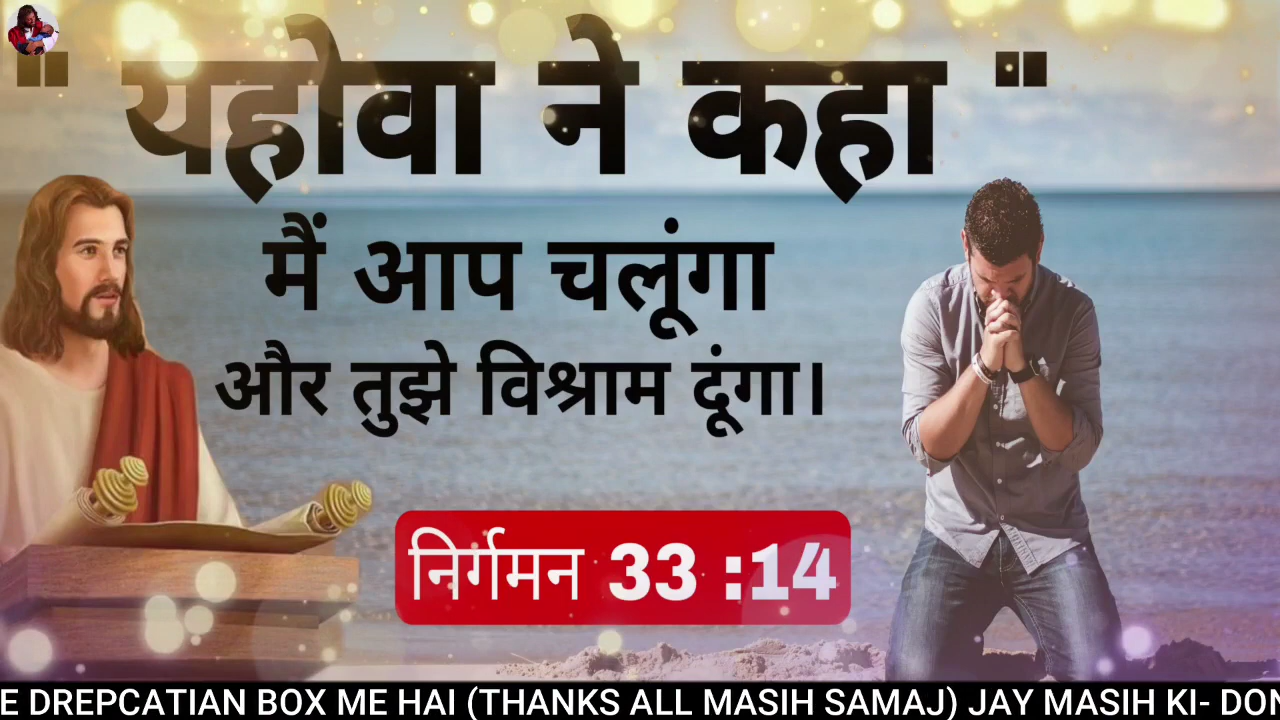 " यहोवा ने कहा "
मैं आप चलूंगा
और तुझे विश्राम दूंगा।
निर्गमन 33 :14
E DREPCATIAN BOX ME HAI (THANKS ALL MASIH SAMAJ) JAY MASIH KI- DON